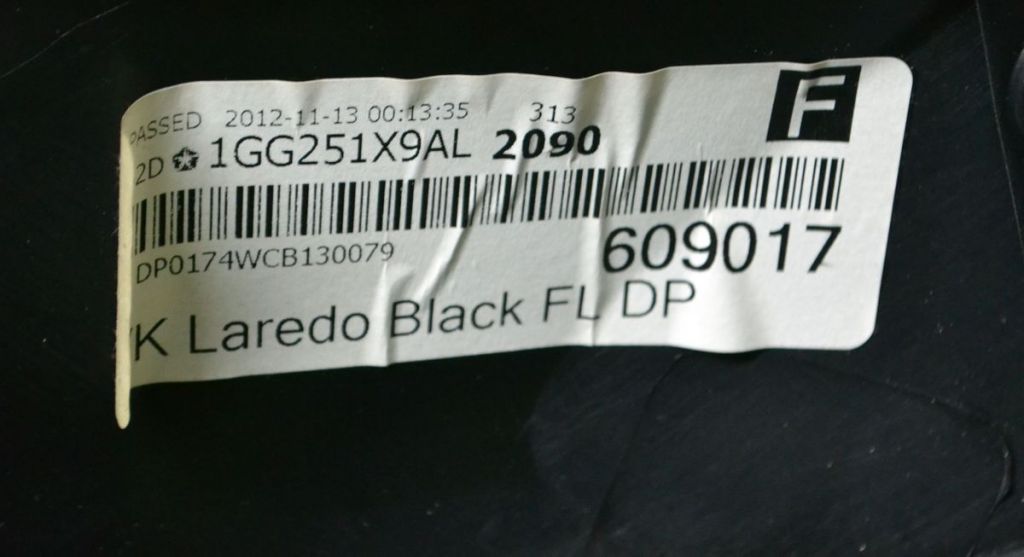 PASSED 2012-11-13 00:13:35 313
F
2D 1GG251X9AL 2090
DP0174WCB130079
609017
K Laredo Black FL DP